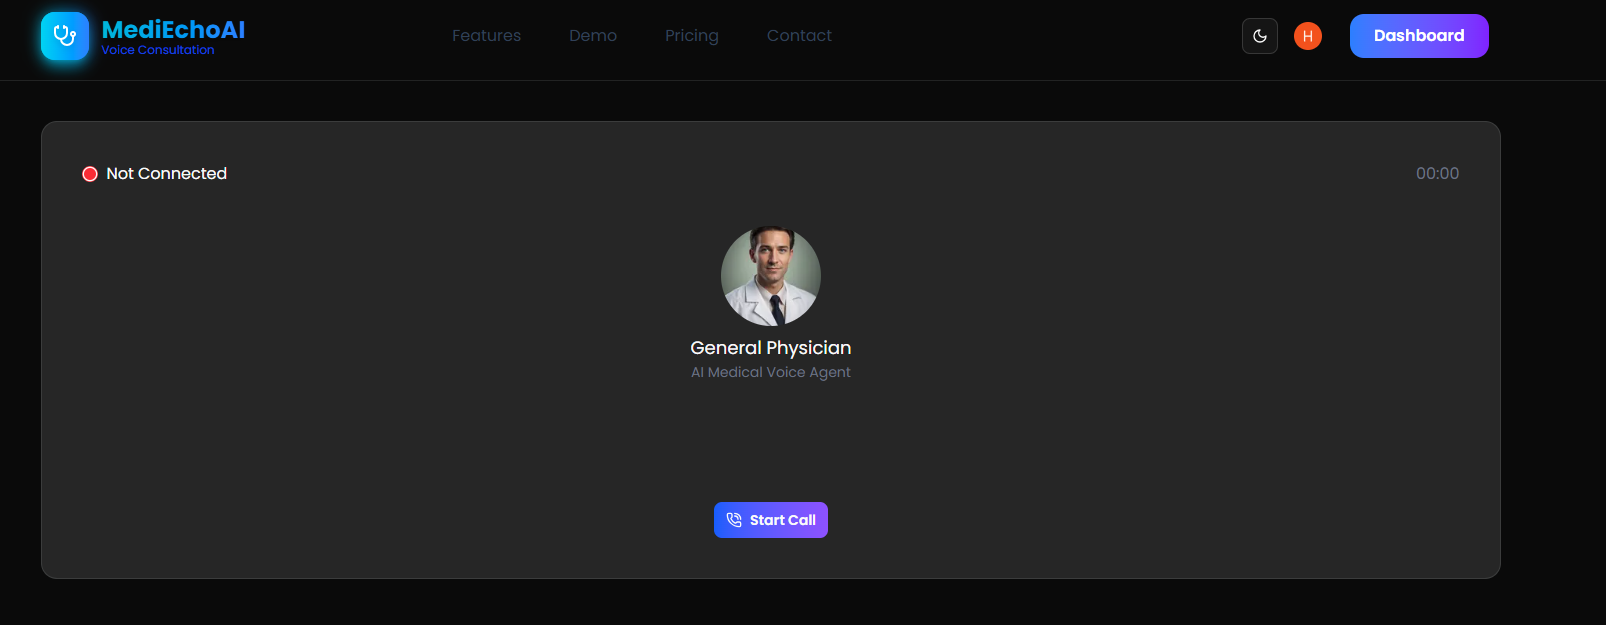 MediEchoAI
Voice Consultation
Features
Demo
Pricing
Contact
H
Dashboard
Not Connected
00:00
General Physician
AI Medical Voice Agent
Start Call